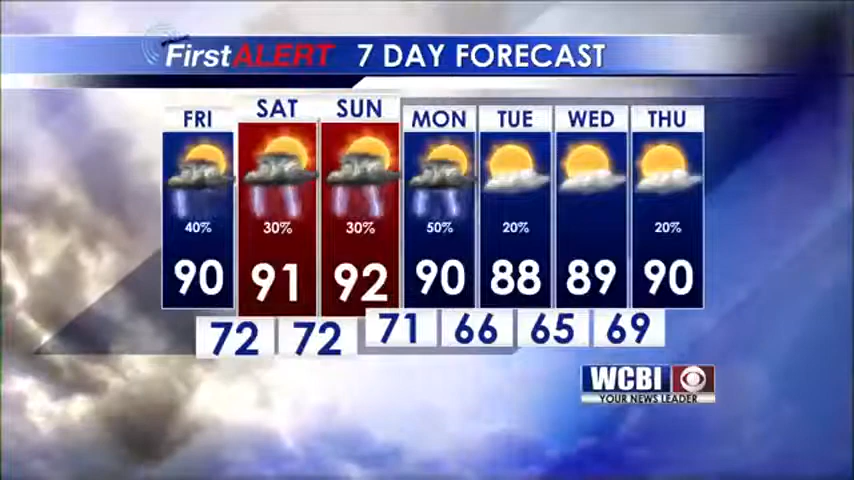 FirstALERT 7 DAY FORECAST
FRI SAT SUN MON TUE WED THU
40% 30% 30% 50% 20% 20%
90 91 92 90 88 89 90
72 72 71 66 65 69
WCBI
YOUR NEWS LEADER